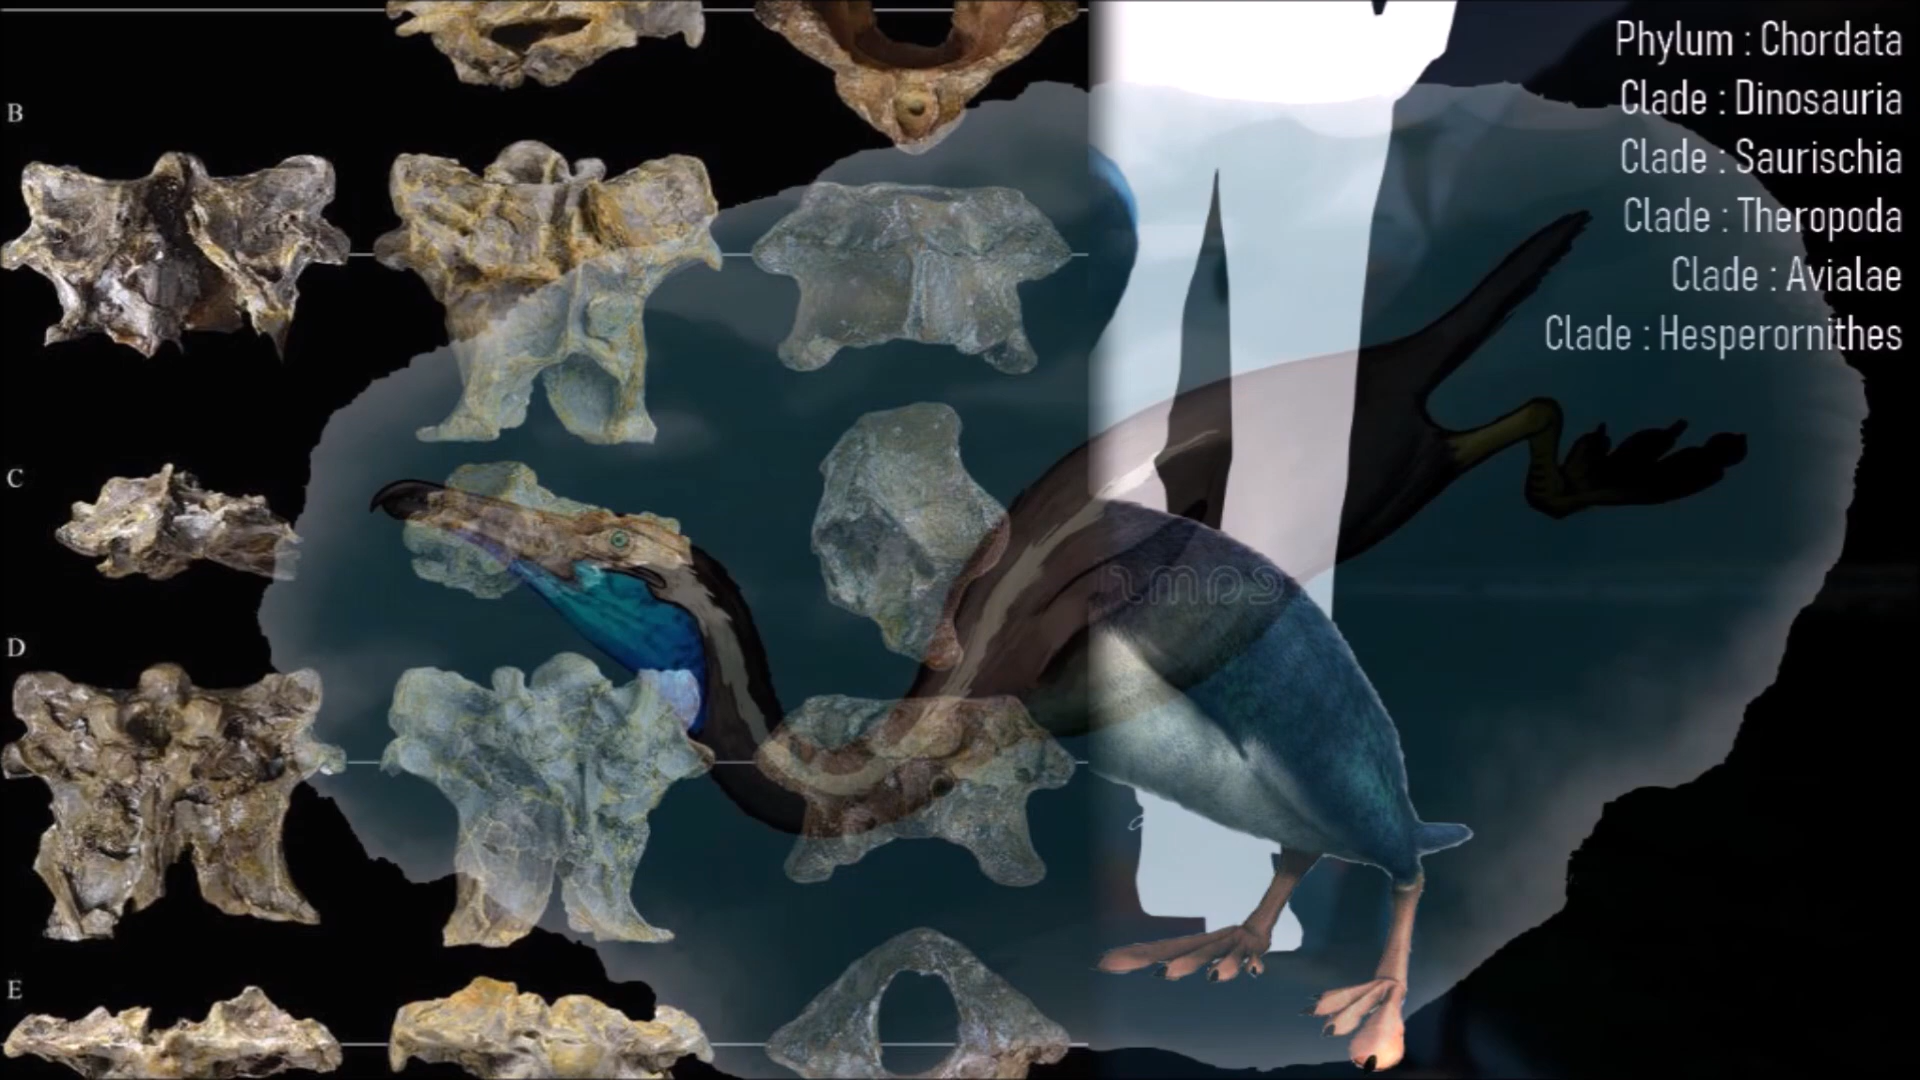 Phylum : Chordata
Clade : Dinosauria
Clade : Saurischia
Clade : Theropoda
Clade : Avialae
Clade : Hesperornithes
B
C
D
E